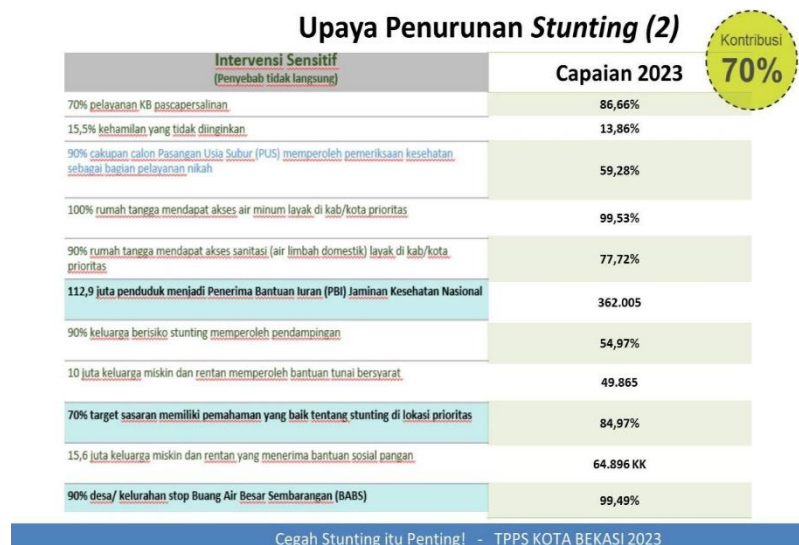 Upaya Penurunan Stunting (2)
Kontribusi
70%
Intervensi Sensitif
(Penyebab tidak langsung)
Capaian 2023
70% pelayanan KB pascapersalinan
86,66%
15,5% kehamilan yang tidak diinginkan
13,86%
90% cakupan calon Pasangan Usia Subur (PUS) memperoleh pemeriksaan kesehatan
sebagai bagian pelayanan nikah
59,28%
100% rumah tangga mendapat akses air minum layak di kab/kota prioritas
99,53%
90% rumah tangga mendapat akses sanitasi (air limbah domestik) layak di kab/kota
prioritas
77,72%
112,9 juta penduduk menjadi Penerima Bantuan Iuran (PBI) Jaminan Kesehatan Nasional
362.005
90% keluarga berisiko stunting memperoleh pendampingan
54,97%
10 juta keluarga miskin dan rentan memperoleh bantuan tunai bersyarat
49.865
70% target sasaran memiliki pemahaman yang baik tentang stunting di lokasi prioritas
84,97%
15,6 juta keluarga miskin dan rentan yang menerima bantuan sosial pangan
64.896 KK
90% desa/ kelurahan stop Buang Air Besar Sembarangan (BABS)
99,49%
Cegah Stunting itu Penting! - TPPS KOTA BEKASI 2023